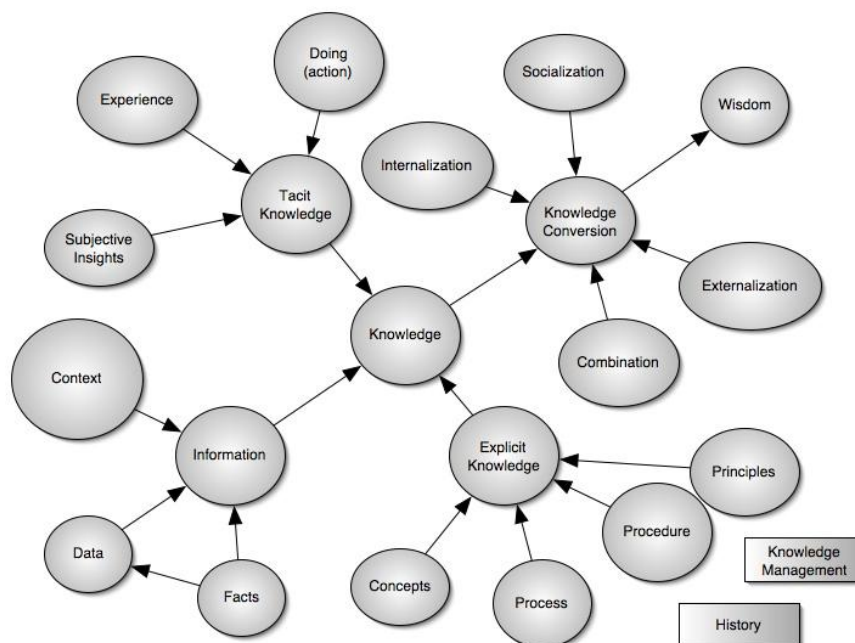 Doing
(action)
Experience
Socialization
Wisdom
Internalization
Tacit
Knowledge
Knowledge
Conversion
Subjective
Insights
Externalization
Knowledge
Combination
Context
Information
Explicit
Knowledge
Principles
Procedure
Data
Knowledge
Management
Concepts
Facts
Process
History